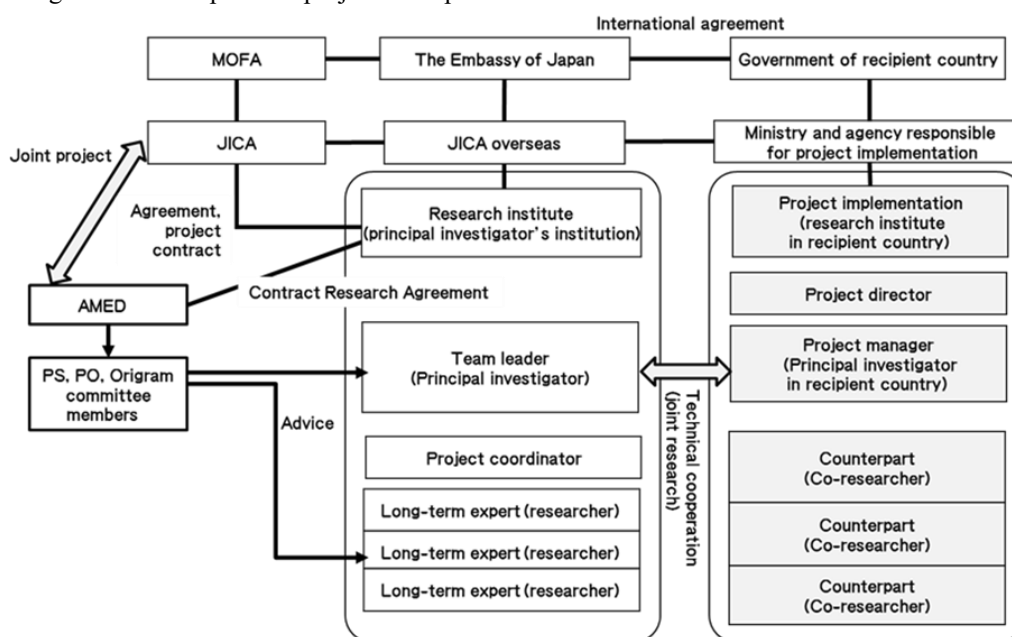 International agreement
MOFA
The Embassy of Japan
Government of recipient country
JICA
JICA overseas
Ministry and agency responsible
for project implementation
Joint project
Agreement,
project
contract
Research institute
(principal investigator's institution)
Project implementation
(research institute
in recipient country)
Contract Research Agreement
AMED
Project director
PS, PO, Origram
committee
members
Team leader
(Principal investigator)
Project manager
(Principal investigator
in recipient country)
Advice
Technical cooperation
(joint research)
Project coordinator
Long-term expert (researcher)
Long-term expert (researcher)
Long-term expert (researcher)
Counterpart
(Co-researcher)
Counterpart
(Co-researcher)
Counterpart
(Co-researcher)